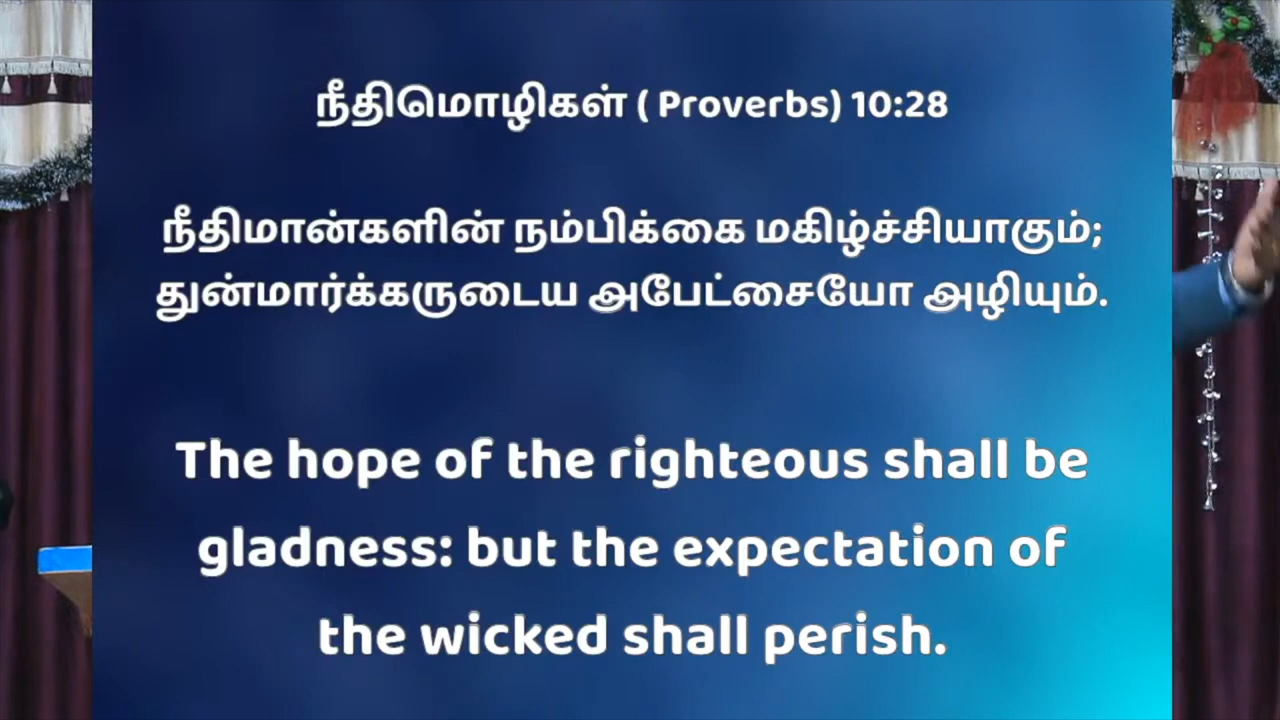 நீதிமொழிகள் ( Proverbs) 10:28
நீதிமான்களின் நம்பிக்கை மகிழ்ச்சியாகும்;
துன்மார்க்கருடைய அபேட்சையோ அழியும்.
The hope of the righteous shall be
gladness: but the expectation of
the wicked shall perish.